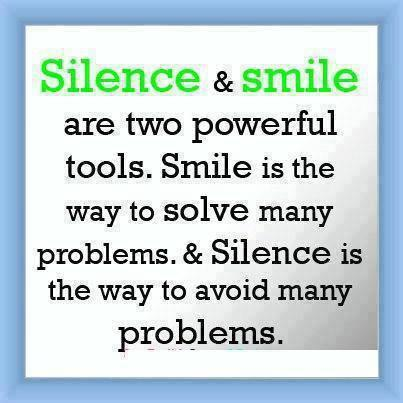 Silence & smile
are two powerful
tools. Smile is the
way to solve many
problems. & Silence is
the way to avoid many
problems.